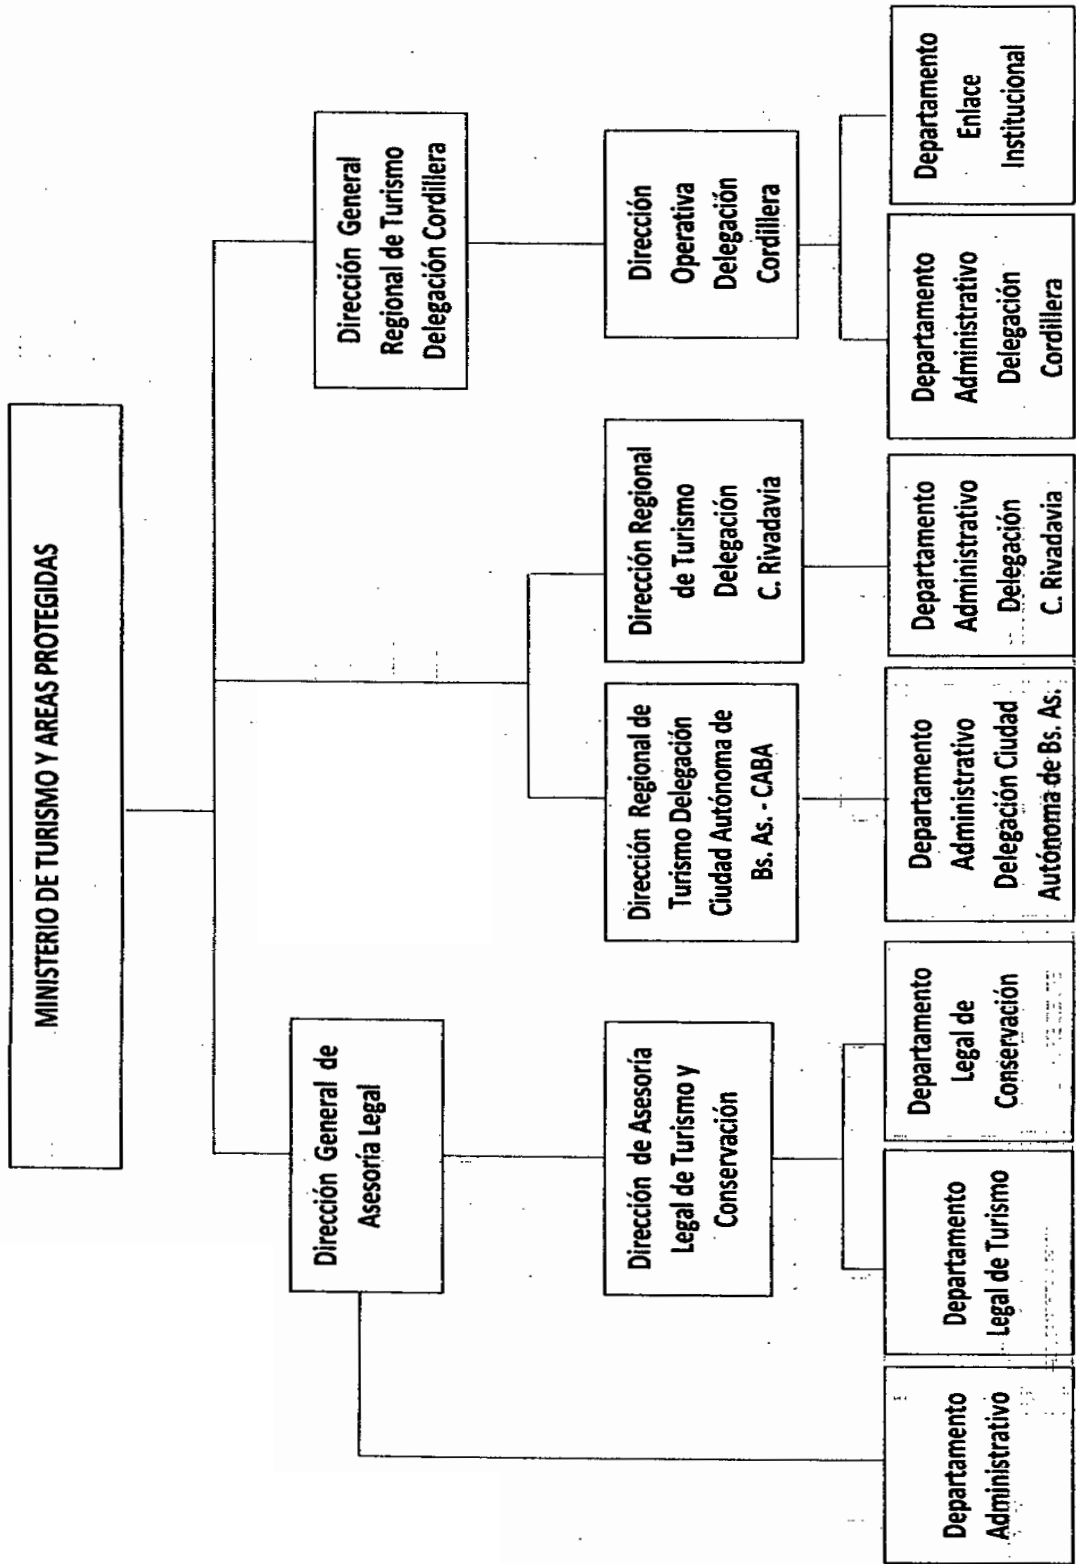 MINISTERIO DE TURISMO Y AREAS PROTEGIDAS
Dirección General de
Asesoría Legal
Dirección General
Regional de Turismo
Delegación Cordillera
Dirección de Asesoría
Legal de Turismo y
Conservación
Dirección Regional de
Turismo Delegación
Ciudad Autónoma de
Bs. As. - CABA
Dirección Regional
de Turismo
Delegación
C. Rivadavia
Dirección
Operativa
Delegación
Cordillera
Departamento
Administrativo
Departamento
Legal de Turismo
Departamento
Legal de
Conservación
Departamento
Administrativo
Delegación Ciudad
Autónoma de Bs. As.
Departamento
Administrativo
Delegación
C. Rivadavia
Departamento
Administrativo
Delegación
Cordillera
Departamento
Enlace
Institucional